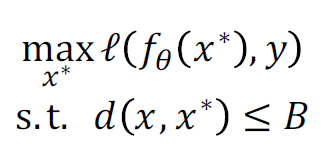 max ℓ(f_θ(x*), y)
x*
s.t. d(x, x*) ≤ B